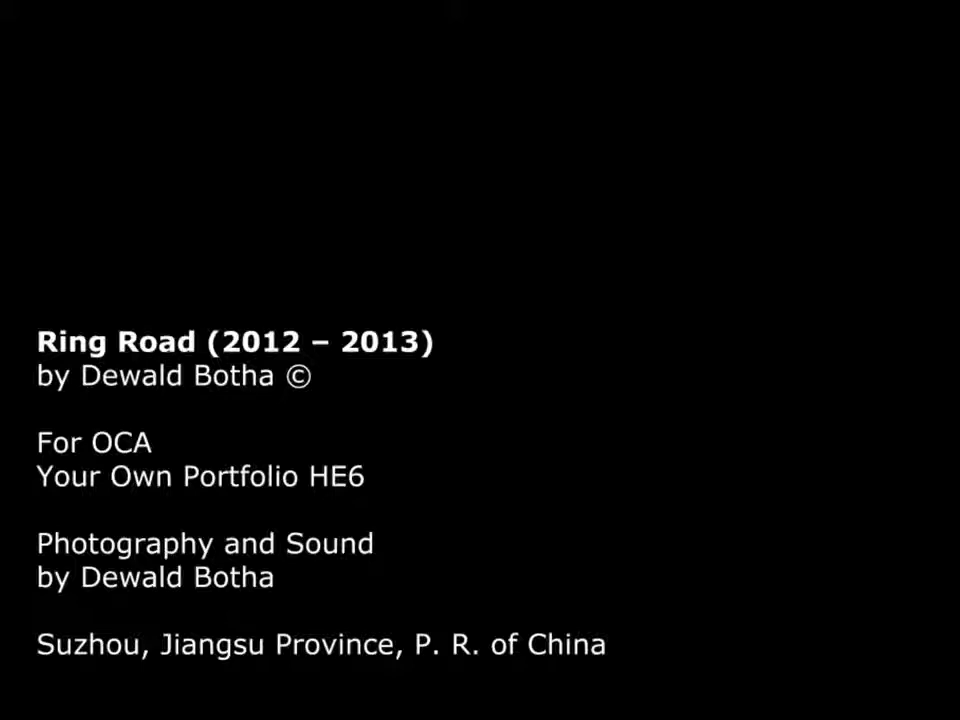 Ring Road (2012 – 2013)
by Dewald Botha ©
For OCA
Your Own Portfolio HE6
Photography and Sound
by Dewald Botha
Suzhou, Jiangsu Province, P. R. of China